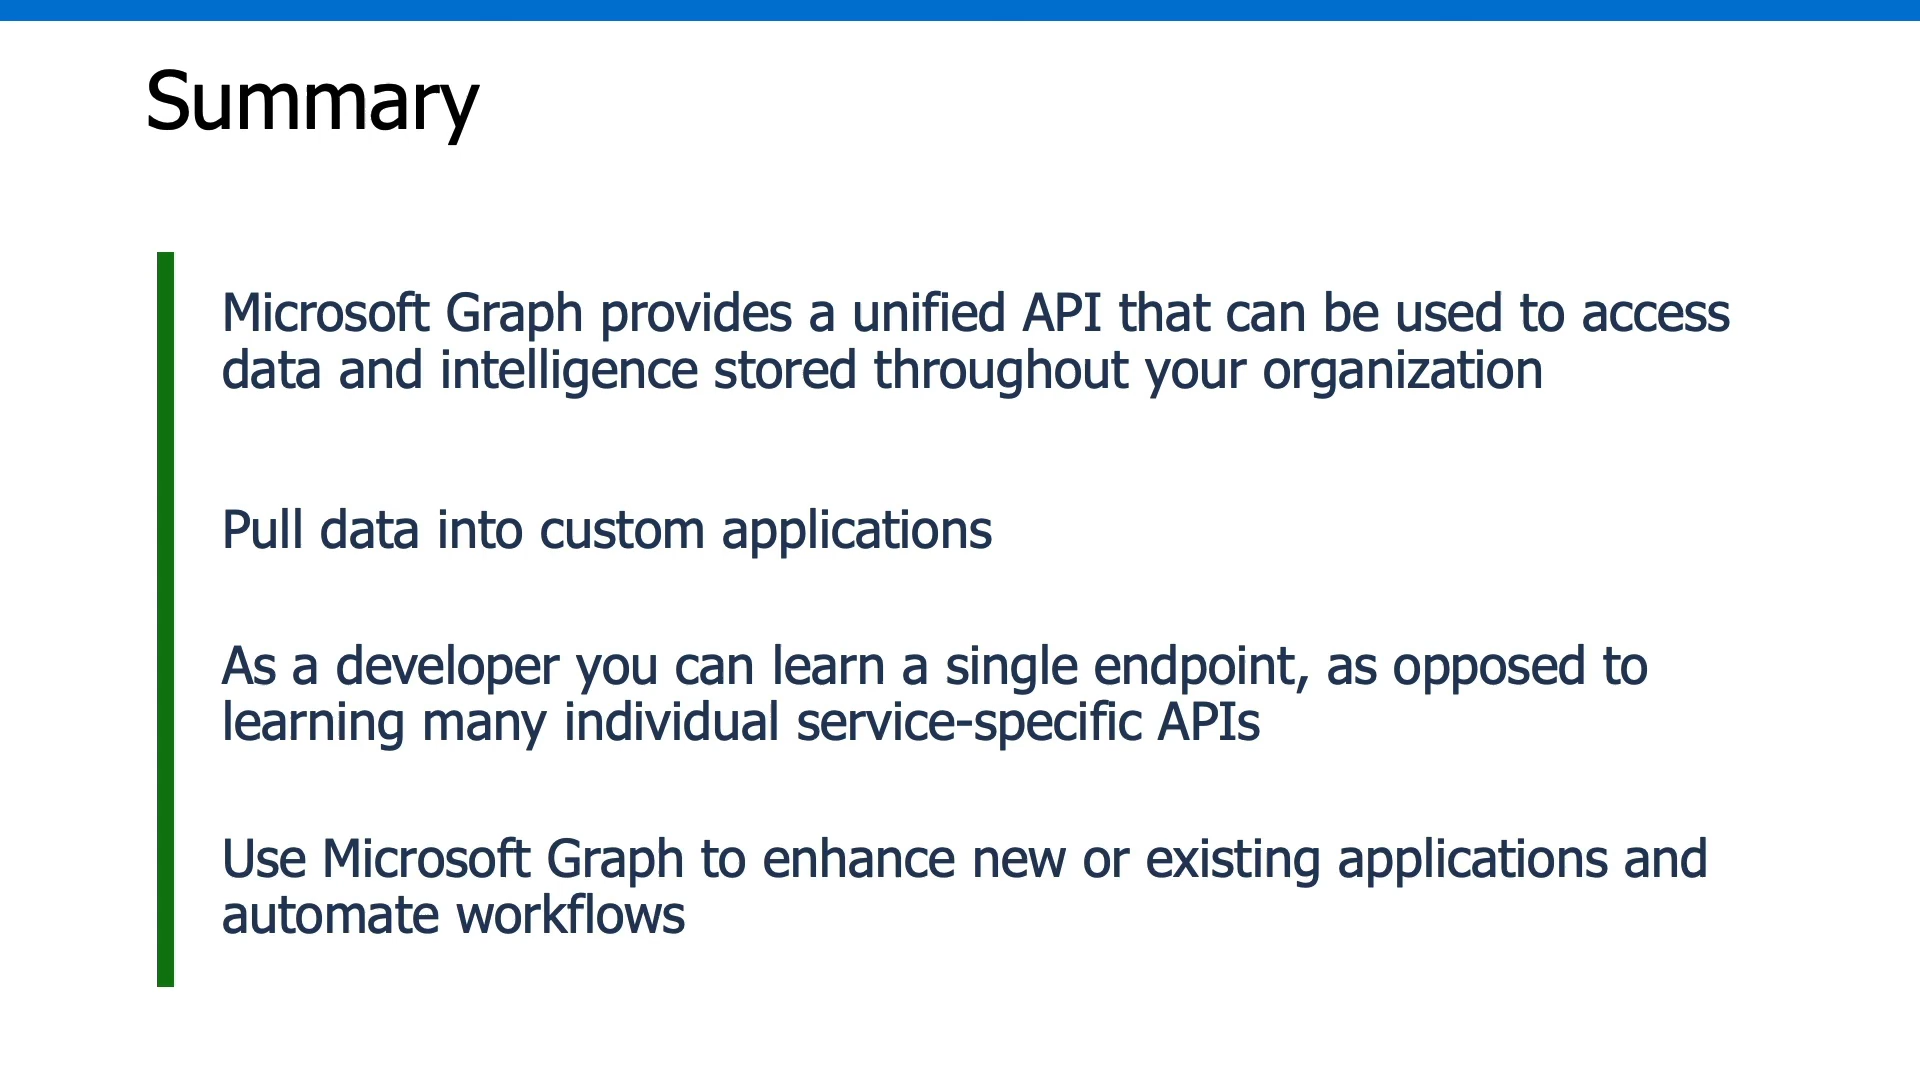 Summary
Microsoft Graph provides a unified API that can be used to access
data and intelligence stored throughout your organization
Pull data into custom applications
As a developer you can learn a single endpoint, as opposed to
learning many individual service-specific APIs
Use Microsoft Graph to enhance new or existing applications and
automate workflows